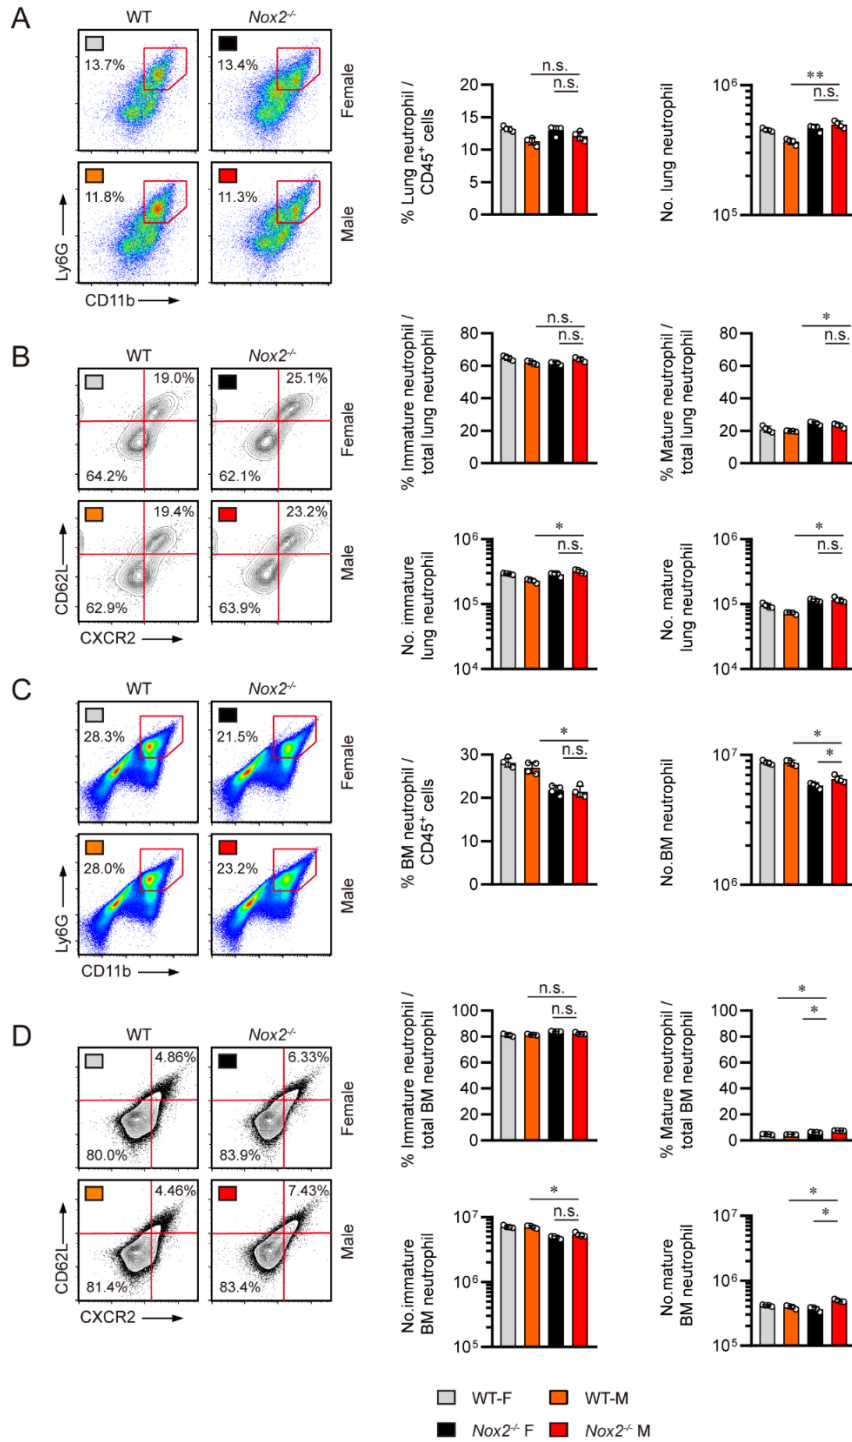 A
WT
Nox2-/-
13.7%
13.4%
Female
11.8%
11.3%
Male
Ly6G
CD11b
% Lung neutrophil /
CD45+ cells
20
15
10
5
0
n.s.
n.s.
No. lung neutrophil
10^6
10^5
**
n.s.
B
WT
Nox2-/-
19.0%
25.1%
64.2%
62.1%
Female
19.4%
23.2%
62.9%
63.9%
Male
CD62L
CXCR2
% Immature neutrophil /
total lung neutrophil
80
60
40
20
0
n.s.
n.s.
% Mature neutrophil /
total lung neutrophil
80
60
40
20
0
*
n.s.
No. immature
lung neutrophil
10^6
10^5
10^4
*
n.s.
No. mature
lung neutrophil
10^6
10^5
10^4
*
n.s.
C
WT
Nox2-/-
28.3%
21.5%
Female
28.0%
23.2%
Male
Ly6G
CD11b
% BM neutrophil /
CD45+ cells
30
20
10
0
*
n.s.
No.BM neutrophil
10^7
10^6
*
*
D
WT
Nox2-/-
4.86%
6.33%
80.0%
83.9%
Female
4.46%
7.43%
81.4%
83.4%
Male
CD62L
CXCR2
% Immature neutrophil /
total BM neutrophil
100
80
60
40
20
0
n.s.
n.s.
% Mature neutrophil /
total BM neutrophil
100
80
60
40
20
0
*
*
No.immature
BM neutrophil
10^7
10^6
10^5
*
n.s.
No.mature
BM neutrophil
10^7
10^6
10^5
*
*
WT-F
WT-M
Nox2-/- F
Nox2-/- M